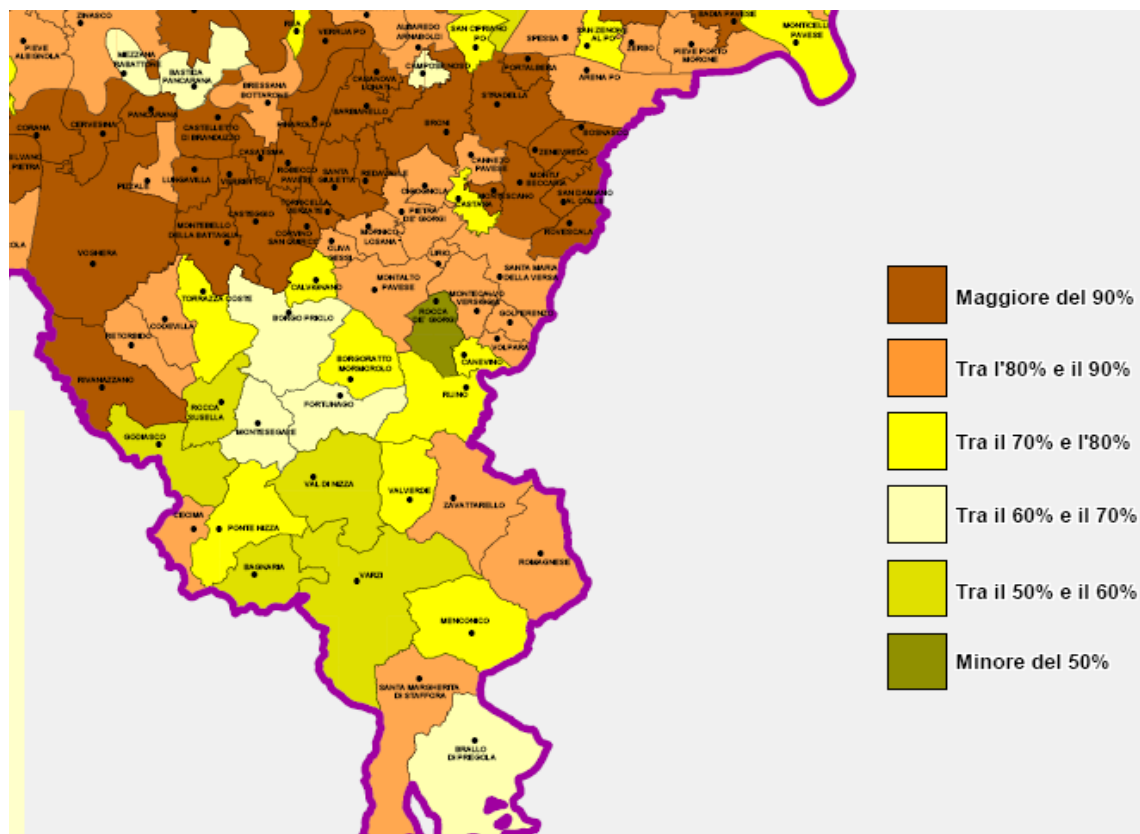 ZINASCO
REA
VERRUA PO
ALBAREDO
ARNABOLDI
SAN CIPRIANO
PO
SPESSA
SAN ZENONE
AL PO
ZERBO
BADIA PAVESE
PIEVE PORTO
MORONE
MONTICELLI
PAVESE
PIEVE
ALBIGNOLA
MEZZANA
RABATTONE
BASTIDA
PANCARANA
CASANOVA
LONATI
CAMPOSPINOSO
PORTALBERA
ARENA PO
BRESSANA
BOTTARONE
STRADELLA
CORANA
CERVESINA
PANCARANA
CASTELLETTO
DI BRANDUZZO
PINAROLO PO
BARBIANELLO
BRONI
BOSNASCO
ZENEVREDO
PIETRA
PIZZALE
LUNGAVILLA
VERRETTO
CASATISMA
ROBECCO
PAVESE
SANTA
GIULETTA
REDAVALLE
CIGOGNOLA
CANNETO
PAVESE
CASTANA
MONTESCANO
MONTU'
BECCARIA
SAN DAMIANO
AL COLLE
ROVESCALA
TORRICELLA
VERZATE
PIETRA
DE' GIORGI
CASTEGGIO
MONTEBELLO
DELLA BATTAGLIA
CORVINO
SAN QUIRICO
OLIVA
GESSI
MORNICO
LOSANA
LIRIO
VOGHERA
SANTA MARIA
DELLA VERSA
CALVIGNANO
MONTALTO
PAVESE
MONTECALVO
VERSIGGIA
TORRAZZA COSTE
BORGO PRIOLO
ROCCA
DE' GIORGI
GOLFERENZO
VOLPARA
CODEVILLA
RETORBIDO
BORGORATTO
MORMOROLO
CANEVINO
RUINO
RIVANAZZANO
ROCCA
SUSELLA
FORTUNAGO
MONTESEGALE
GODIASCO
VAL DI NIZZA
VALVERDE
ZAVATTARELLO
CECIMA
PONTE NIZZA
BAGNARIA
VARZI
ROMAGNESE
MENCONICO
SANTA MARGHERITA
DI STAFFORA
BRALLO
DI PREGOLA
Maggiore del 90%
Tra l'80% e il 90%
Tra il 70% e l'80%
Tra il 60% e il 70%
Tra il 50% e il 60%
Minore del 50%